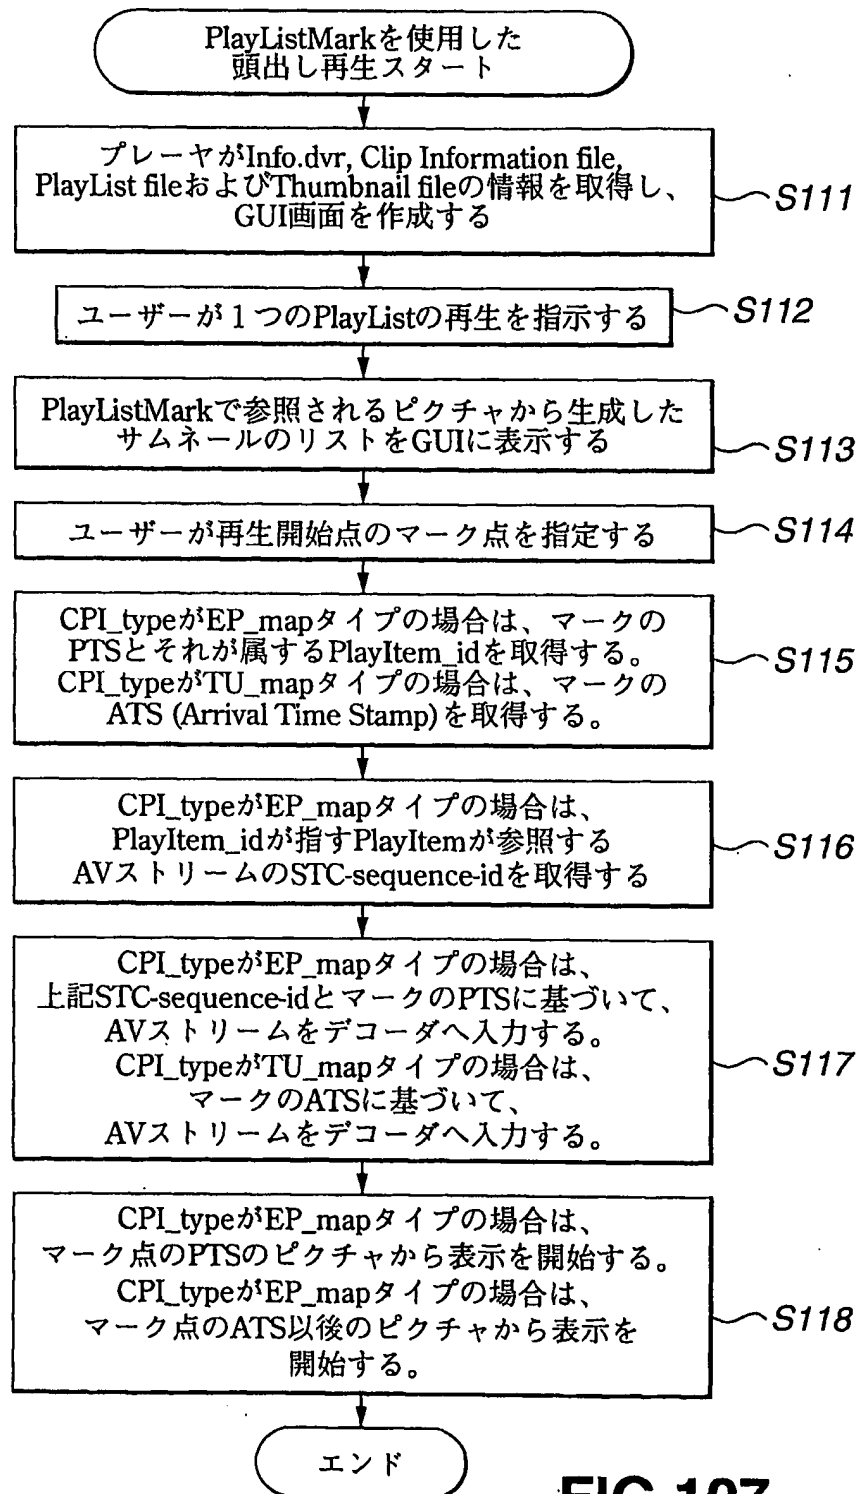 PlayListMarkを使用した
頭出し再生スタート
プレーヤがInfo.dvr, Clip Information file,
PlayList fileおよびThumbnail fileの情報を取得し、
GUI画面を作成する
S111
ユーザーが1つのPlayListの再生を指示する
S112
PlayListMarkで参照されるピクチャから生成した
サムネールのリストをGUIに表示する
S113
ユーザーが再生開始点のマーク点を指定する
S114
CPI_typeがEP_mapタイプの場合は、マークの
PTSとそれが属するPlayItem_idを取得する。
CPI_typeがTU_mapタイプの場合は、マークの
ATS (Arrival Time Stamp)を取得する。
S115
CPI_typeがEP_mapタイプの場合は、
PlayItem_idが指すPlayItemが参照する
AVストリームのSTC-sequence-idを取得する
S116
CPI_typeがEP_mapタイプの場合は、
上記STC-sequence-idとマークのPTSに基づいて、
AVストリームをデコーダへ入力する。
CPI_typeがTU_mapタイプの場合は、
マークのATSに基づいて、
AVストリームをデコーダへ入力する。
S117
CPI_typeがEP_mapタイプの場合は、
マーク点のPTSのピクチャから表示を開始する。
CPI_typeがEP_mapタイプの場合は、
マーク点のATS以後のピクチャから表示を
開始する。
S118
エンド